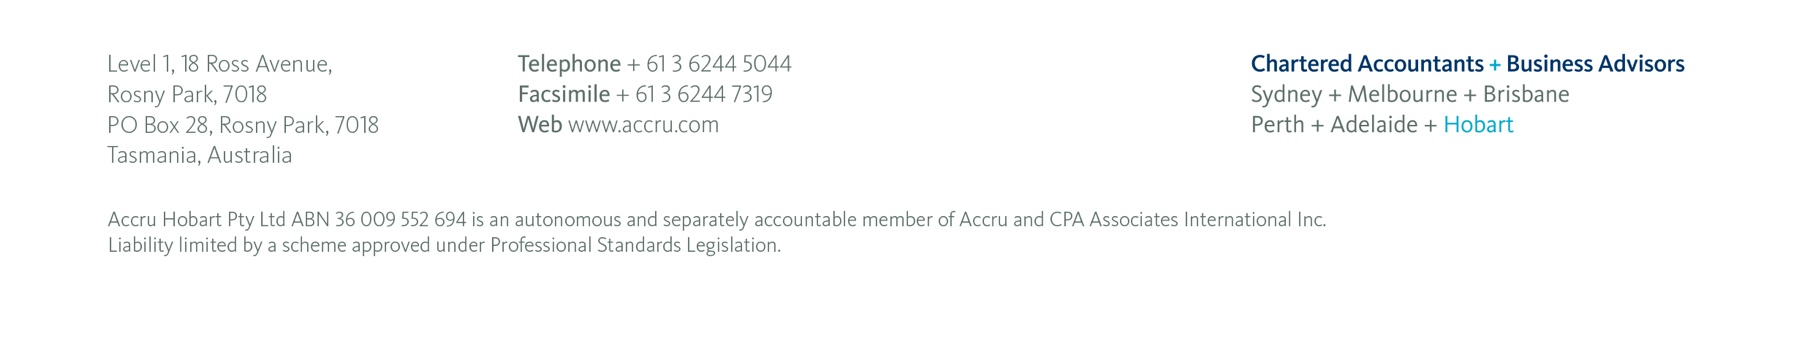 Level 1, 18 Ross Avenue,
Rosny Park, 7018
PO Box 28, Rosny Park, 7018
Tasmania, Australia
Telephone + 61 3 6244 5044
Facsimile + 61 3 6244 7319
Web www.accru.com
Chartered Accountants + Business Advisors
Sydney + Melbourne + Brisbane
Perth + Adelaide + Hobart
Accru Hobart Pty Ltd ABN 36 009 552 694 is an autonomous and separately accountable member of Accru and CPA Associates International Inc.
Liability limited by a scheme approved under Professional Standards Legislation.